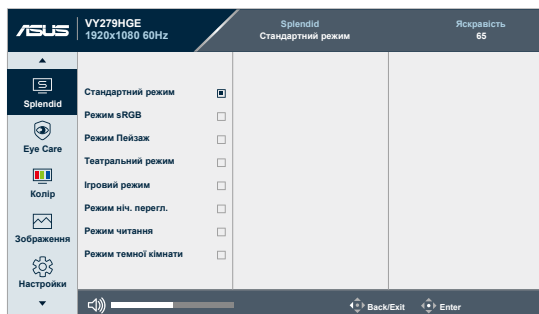 ASUS
VY279HGE
1920x1080 60Hz
Splendid
Стандартний режим
Яскравість
65
Splendid
Eye Care
Колір
Зображення
Настройки
Стандартний режим
Режим sRGB
Режим Пейзаж
Театральний режим
Ігровий режим
Режим ніч. перегл.
Режим читання
Режим темної кімнати
Back/Exit
Enter